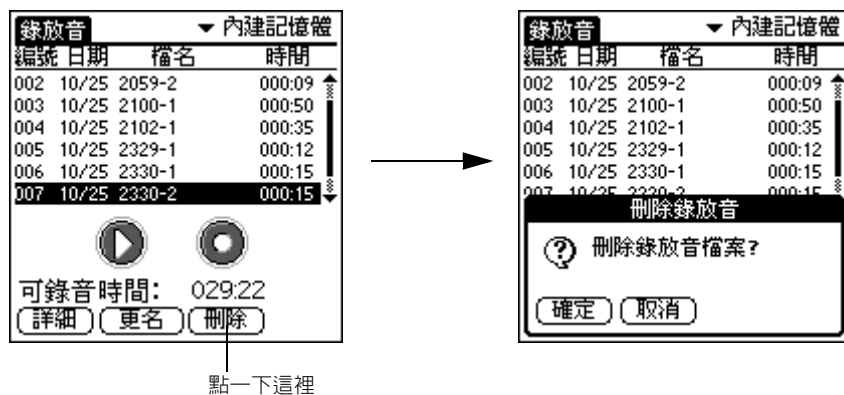 錄放音 內建記憶體
編號 日期 檔名 時間
002 10/25 2059-2 000:09
003 10/25 2100-1 000:50
004 10/25 2102-1 000:35
005 10/25 2329-1 000:12
006 10/25 2330-1 000:15
007 10/25 2330-2 000:15
可錄音時間: 029:22
詳細 更名 刪除
點一下這裡
錄放音 內建記憶體
編號 日期 檔名 時間
002 10/25 2059-2 000:09
003 10/25 2100-1 000:50
004 10/25 2102-1 000:35
005 10/25 2329-1 000:12
006 10/25 2330-1 000:15
007 10/25 2330-2 000:15
刪除錄放音
刪除錄放音檔案?
確定 取消